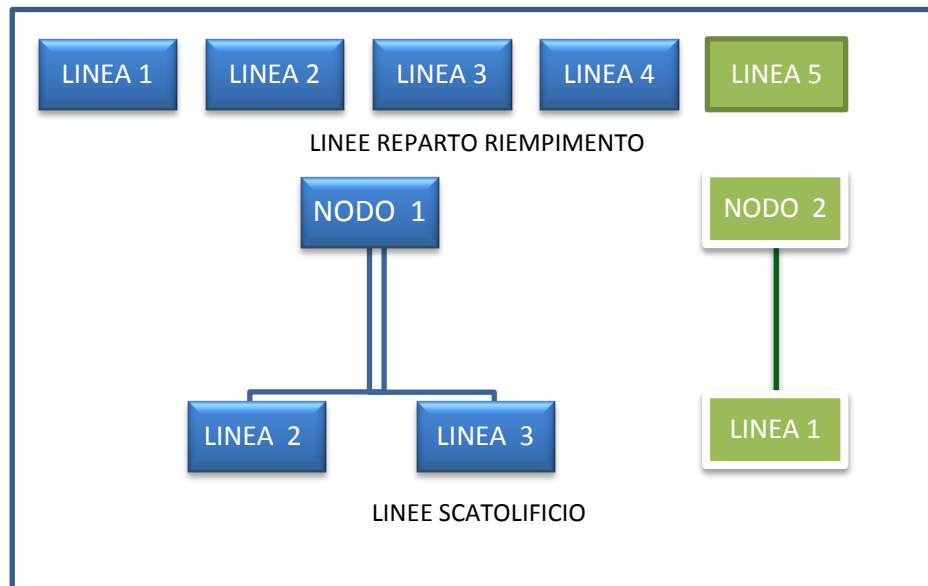 LINEA 1 LINEA 2 LINEA 3 LINEA 4 LINEA 5
LINEE REPARTO RIEMPIMENTO
NODO 1 NODO 2
LINEA 2 LINEA 3 LINEA 1
LINEE SCATOLIFICIO